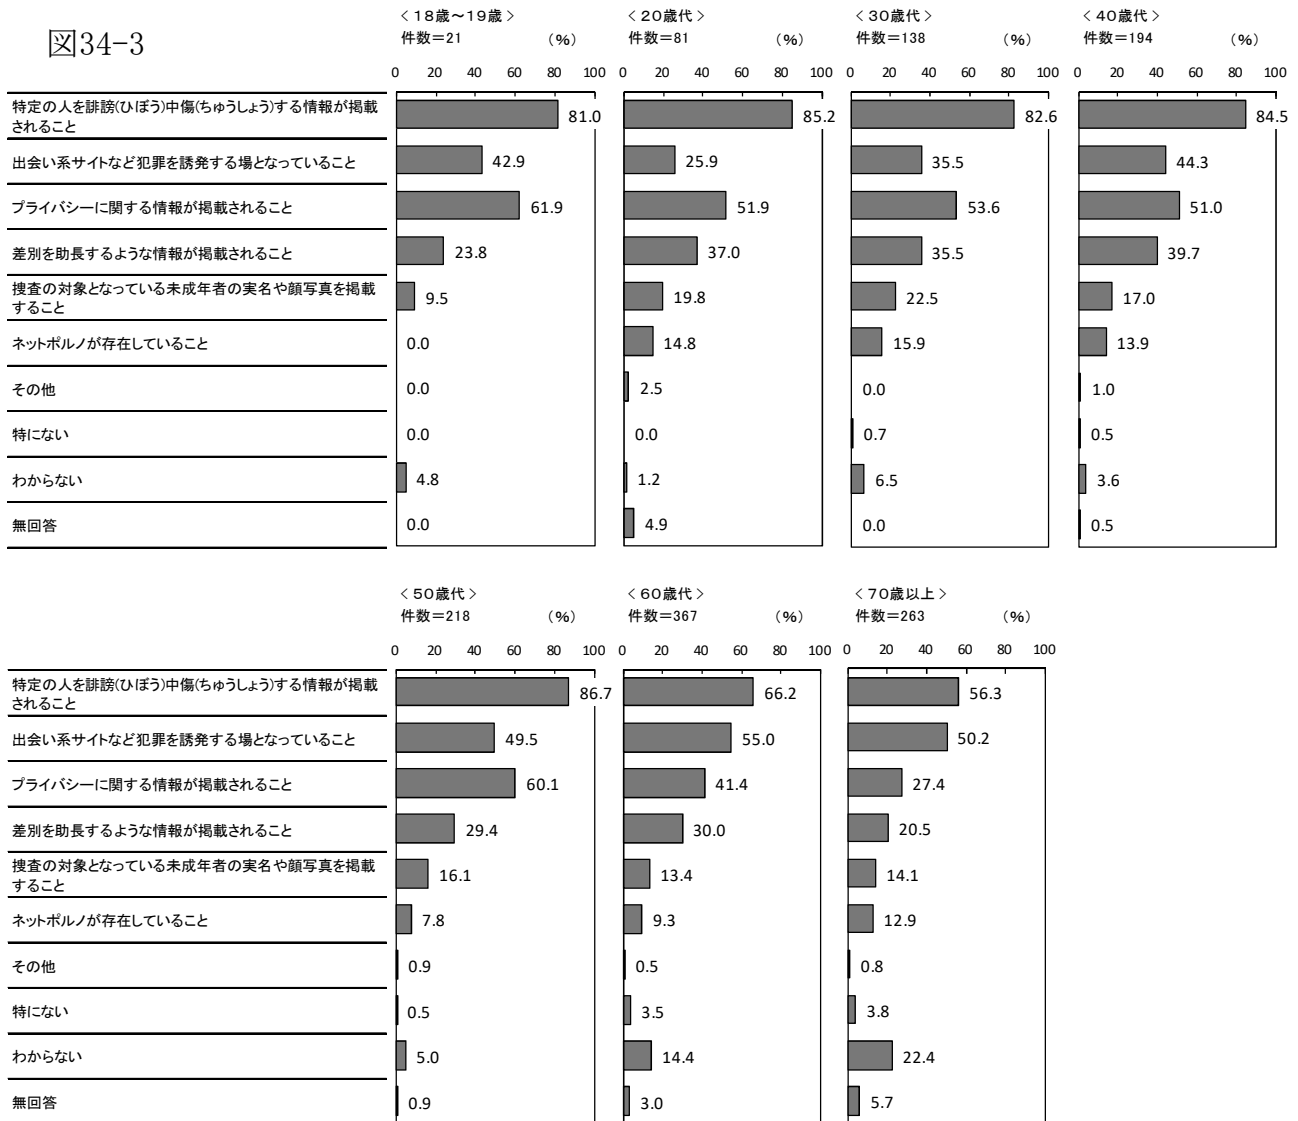 図34-3
＜18歳～19歳＞
件数＝21 (％)
＜20歳代＞
件数＝81 (％)
＜30歳代＞
件数＝138 (％)
＜40歳代＞
件数＝194 (％)
0 20 40 60 80 100 0 20 40 60 80 100 0 20 40 60 80 100 0 20 40 60 80 100
特定の人を誹謗(ひぼう)中傷(ちゅうしょう)する情報が掲載
されること
81.0 85.2 82.6 84.5
出会い系サイトなど犯罪を誘発する場となっていること 42.9 25.9 35.5 44.3
プライバシーに関する情報が掲載されること 61.9 51.9 53.6 51.0
差別を助長するような情報が掲載されること 23.8 37.0 35.5 39.7
捜査の対象となっている未成年者の実名や顔写真を掲載
すること
9.5 19.8 22.5 17.0
ネットポルノが存在していること 0.0 14.8 15.9 13.9
その他 0.0 2.5 0.0 1.0
特にない 0.0 0.0 0.7 0.5
わからない 4.8 1.2 6.5 3.6
無回答 0.0 4.9 0.0 0.5
＜50歳代＞
件数＝218 (％)
＜60歳代＞
件数＝367 (％)
＜70歳以上＞
件数＝263 (％)
0 20 40 60 80 100 0 20 40 60 80 100 0 20 40 60 80 100
特定の人を誹謗(ひぼう)中傷(ちゅうしょう)する情報が掲載
されること
86.7 66.2 56.3
出会い系サイトなど犯罪を誘発する場となっていること 49.5 55.0 50.2
プライバシーに関する情報が掲載されること 60.1 41.4 27.4
差別を助長するような情報が掲載されること 29.4 30.0 20.5
捜査の対象となっている未成年者の実名や顔写真を掲載
すること
16.1 13.4 14.1
ネットポルノが存在していること 7.8 9.3 12.9
その他 0.9 0.5 0.8
特にない 0.5 3.5 3.8
わからない 5.0 14.4 22.4
無回答 0.9 3.0 5.7